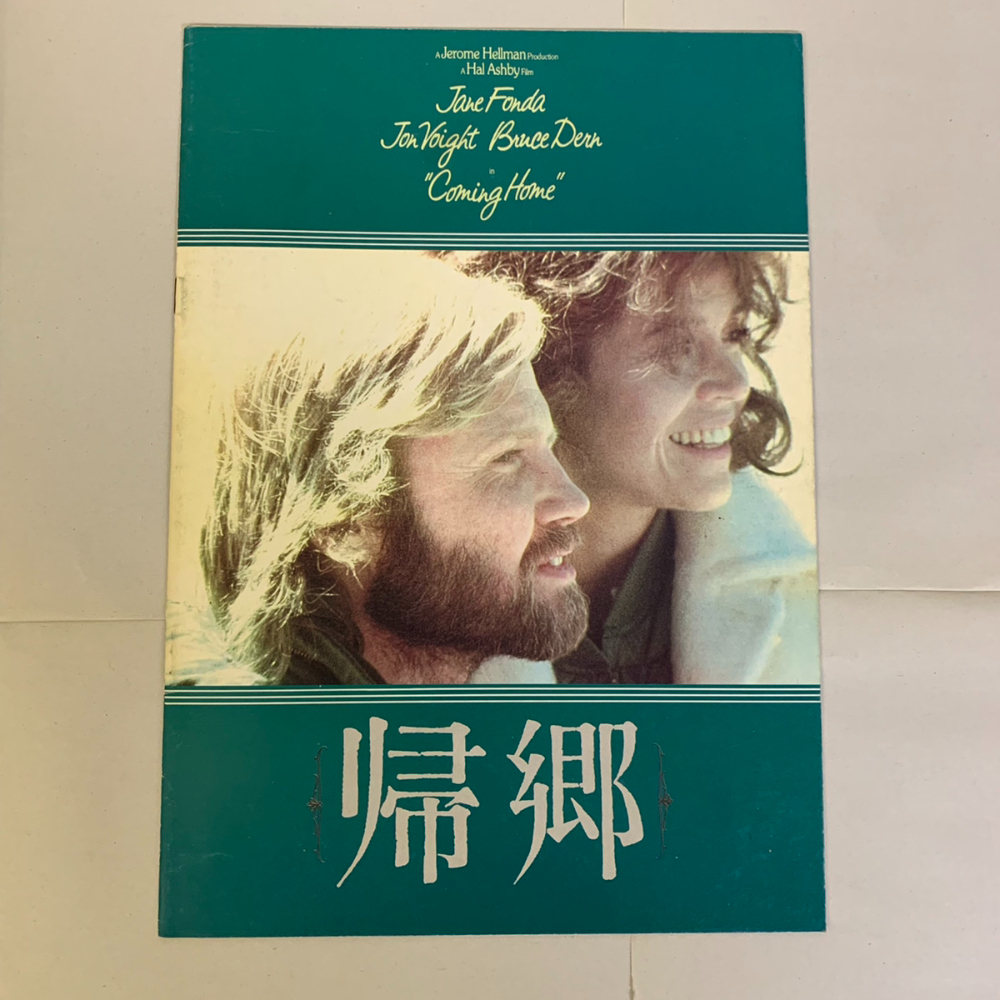 A Jerome Hellman Production
A Hal Ashby Film
Jane Fonda
Jon Voight Bruce Dern
in
"Coming Home"
帰郷